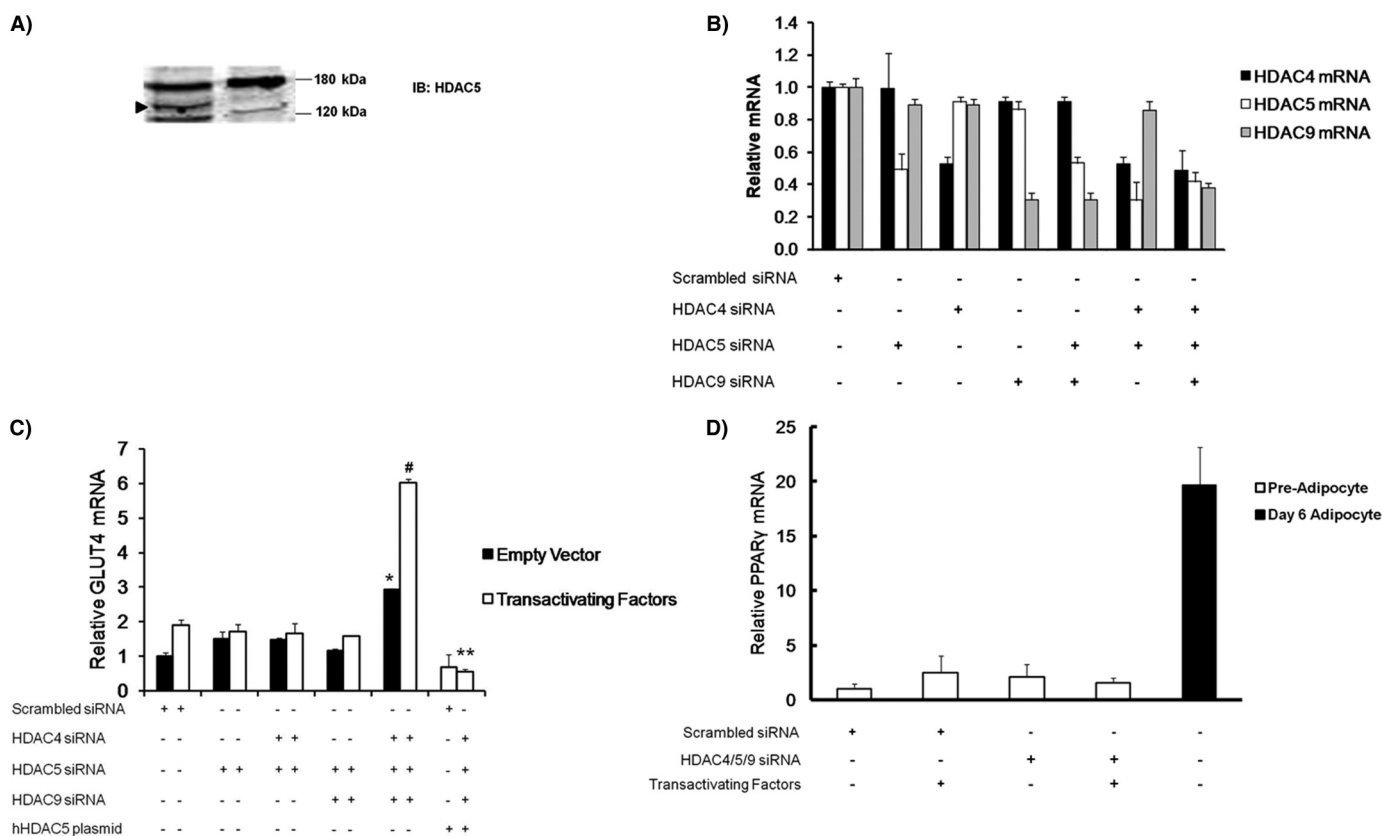 A)
180 kDa
120 kDa
IB: HDAC5
B)
Relative mRNA
1.4
1.2
1.0
0.8
0.6
0.4
0.2
0.0
HDAC4 mRNA
HDAC5 mRNA
HDAC9 mRNA
Scrambled siRNA + - - - - - -
HDAC4 siRNA - - + - - + +
HDAC5 siRNA - + - - + + +
HDAC9 siRNA - - - + + - +
C)
Relative GLUT4 mRNA
7
6
5
4
3
2
1
0
* # **
Empty Vector
Transactivating Factors
Scrambled siRNA + + - - - - - - - - + -
HDAC4 siRNA - - - - + + - - + + - +
HDAC5 siRNA - - + + + + + + + + - +
HDAC9 siRNA - - - - - - + + + + - +
hHDAC5 plasmid - - - - - - - - - - + +
D)
Relative PPARγ mRNA
25
20
15
10
5
0
Pre-Adipocyte
Day 6 Adipocyte
Scrambled siRNA + + - - -
HDAC4/5/9 siRNA - - + + -
Transactivating Factors - + - + -